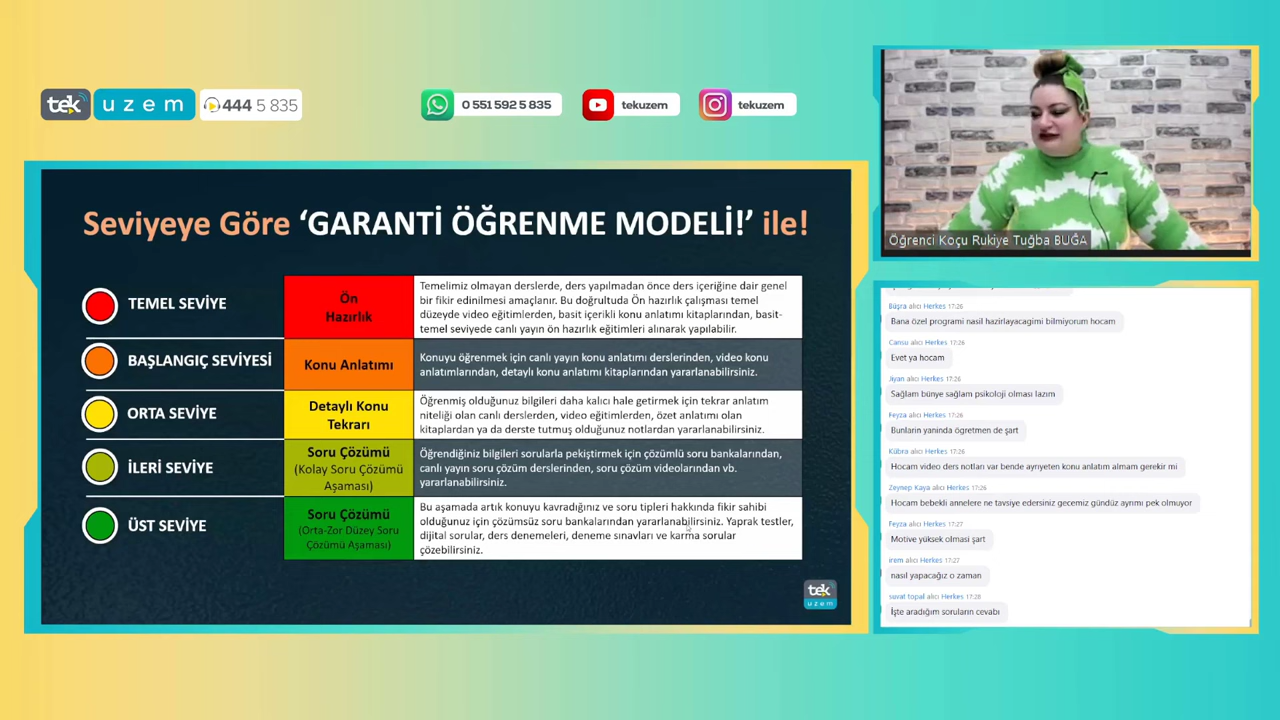 tek uzem 444 5 835
0 551 592 5 835
tekuzem
tekuzem
Seviyeye Göre ‘GARANTİ ÖĞRENME MODELİ!’ ile!
TEMEL SEVİYE
Ön
Hazırlık
Temelimiz olmayan derslerde, ders yapılmadan önce ders içeriğine dair genel
bir fikir edinilmesi amaçlanır. Bu doğrultuda Ön hazırlık çalışması temel
düzeyde video eğitimlerden, basit içerikli konu anlatımı kitaplarından, basit-
temel seviyede canlı yayın ön hazırlık eğitimleri alınarak yapılabilir.
BAŞLANGIÇ SEVİYESİ
Konu Anlatımı
Konuyu öğrenmek için canlı yayın konu anlatımı derslerinden, video konu
anlatımlarından, detaylı konu anlatımı kitaplarından yararlanabilirsiniz.
ORTA SEVİYE
Detaylı Konu
Tekrarı
Öğrenmiş olduğunuz bilgileri daha kalıcı hale getirmek için tekrar anlatım
niteliği olan canlı derslerden, video eğitimlerden, özet anlatımı olan
kitaplardan ya da derste tutmuş olduğunuz notlardan yararlanabilirsiniz.
İLERİ SEVİYE
Soru Çözümü
(Kolay Soru Çözümü
Aşaması)
Öğrendiğiniz bilgileri sorularla pekiştirmek için çözümlü soru bankalarından,
canlı yayın soru çözüm derslerinden, soru çözüm videolarından vb.
yararlanabilirsiniz.
ÜST SEVİYE
Soru Çözümü
(Orta-Zor Düzey Soru
Çözümü Aşaması)
Bu aşamada artık konuyu kavradığınız ve soru tipleri hakkında fikir sahibi
olduğunuz için çözümsüz soru bankalarından yararlanabilirsiniz. Yaprak testler,
dijital sorular, ders denemeleri, deneme sınavları ve karma sorular
çözebilirsiniz.
tek
uzem
Öğrenci Koçu Rukiye Tuğba BUĞA
Büşra alıcı Herkes 17:26
Bana özel programi nasil hazirlayacagimi bilmiyorum hocam
Cansu alıcı Herkes 17:26
Evet ya hocam
Jiyan alıcı Herkes 17:26
Sağlam bünye sağlam psikoloji olması lazım
Feyza alıcı Herkes 17:26
Bunlarin yaninda ögretmen de şart
Kübra alıcı Herkes 17:26
Hocam video ders notları var bende ayrıyeten konu anlatım almam gerekir mi
Zeynep Kaya alıcı Herkes 17:26
Hocam bebekli annelere ne tavsiye edersiniz gecemiz gündüz ayrımı pek olmuyor
Feyza alıcı Herkes 17:27
Motive yüksek olmasi şart
irem alıcı Herkes 17:27
nasıl yapacağız o zaman
suvat topal alıcı Herkes 17:28
İşte aradığım soruların cevabı